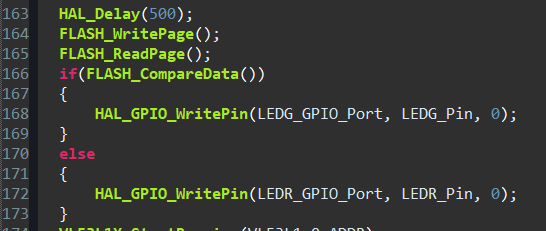 163 HAL_Delay(500);
164 FLASH_WritePage();
165 FLASH_ReadPage();
166 if(FLASH_CompareData())
167 {
168 HAL_GPIO_WritePin(LEDG_GPIO_Port, LEDG_Pin, 0);
169 }
170 else
171 {
172 HAL_GPIO_WritePin(LEDR_GPIO_Port, LEDR_Pin, 0);
173 }